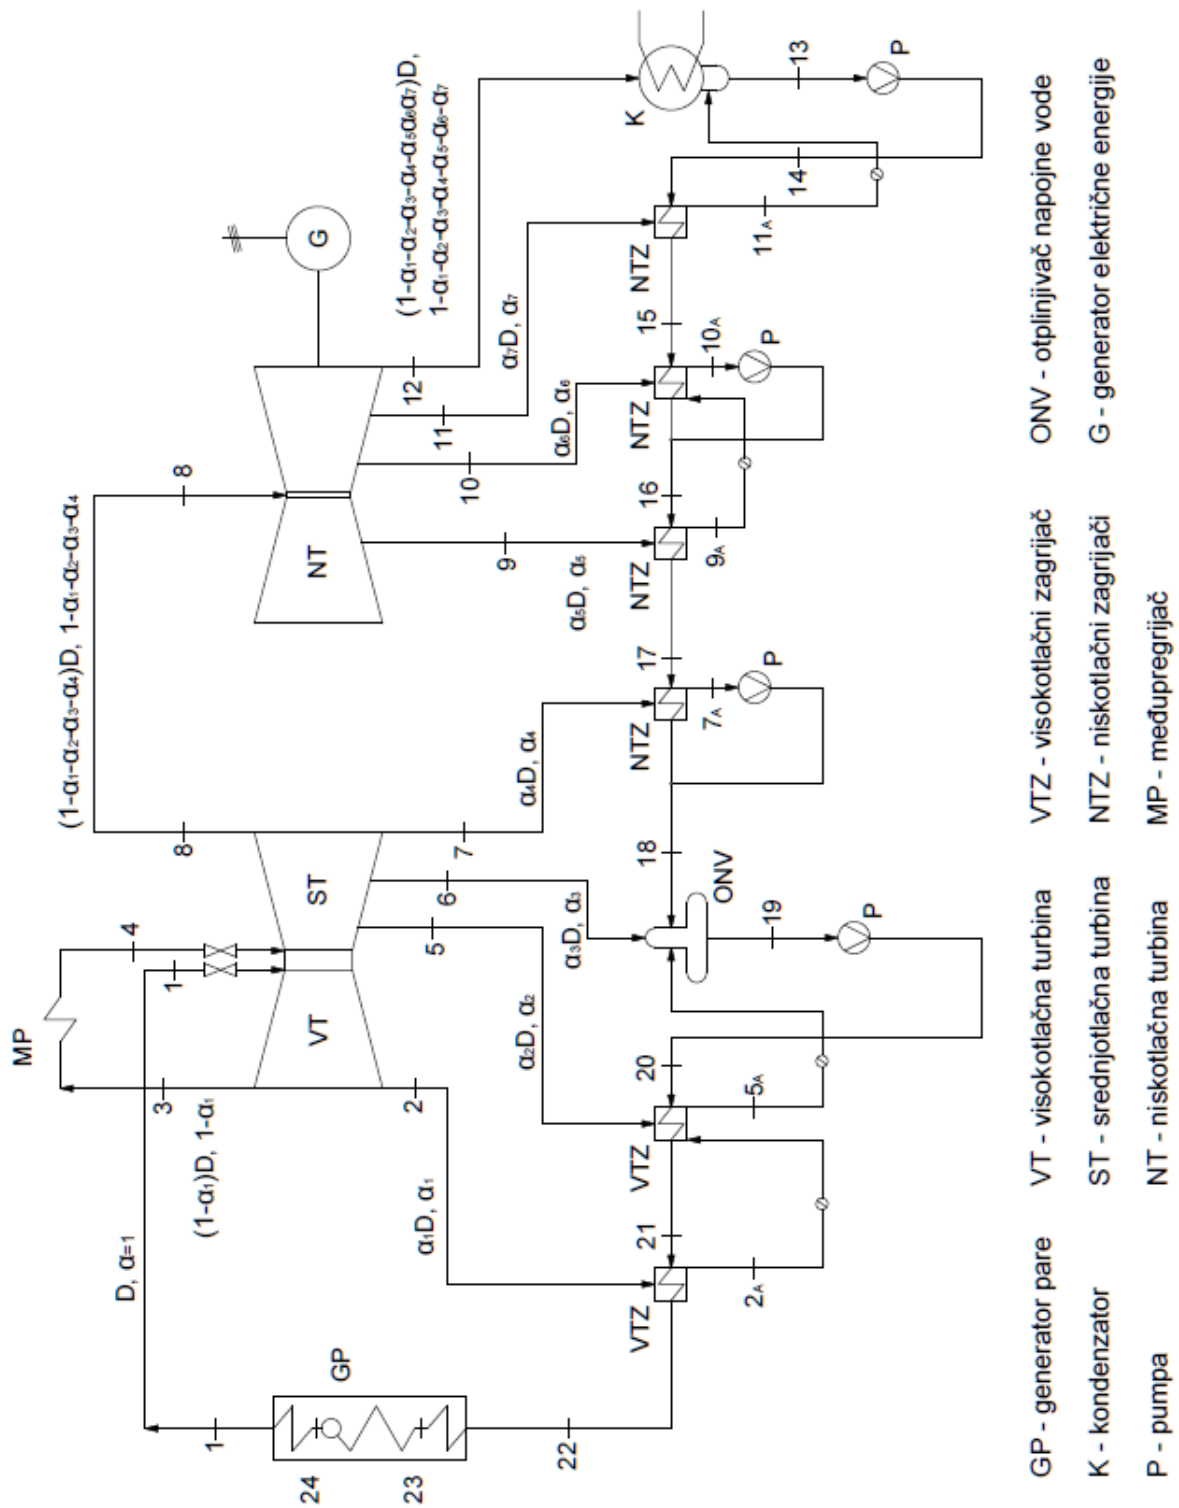 MP
(1-α₁-α₂-α₃-α₄)D, 1-α₁-α₂-α₃-α₄
D, α=1
4
3
1
8
8
(1-α₁)D, 1-α₁
1
24
VT
ST
NT
G
GP
23
2
12
(1-α₁-α₂-α₃-α₄-α₅α₆α₇)D,
1-α₁-α₂-α₃-α₄-α₅-α₆-α₇
α₁D, α₁
5
6
7
10
11
9
α₂D, α₂
α₃D, α₃
α₄D, α₄
α₅D, α₅
α₆D, α₆
α₇D, α₇
22
K
VTZ
VTZ
NTZ
NTZ
NTZ
NTZ
21
20
18
17
16
15
ONV
2A
5A
19
7A
9A
10A
11A
14
13
P
P
P
P
GP - generator pare
VT - visokotlačna turbina
VTZ - visokotlačni zagrijač
ONV - otplinjivač napojne vode
K - kondenzator
ST - srednjotlačna turbina
NTZ - niskotlačni zagrijači
G - generator električne energije
P - pumpa
NT - niskotlačna turbina
MP - međupregrijač